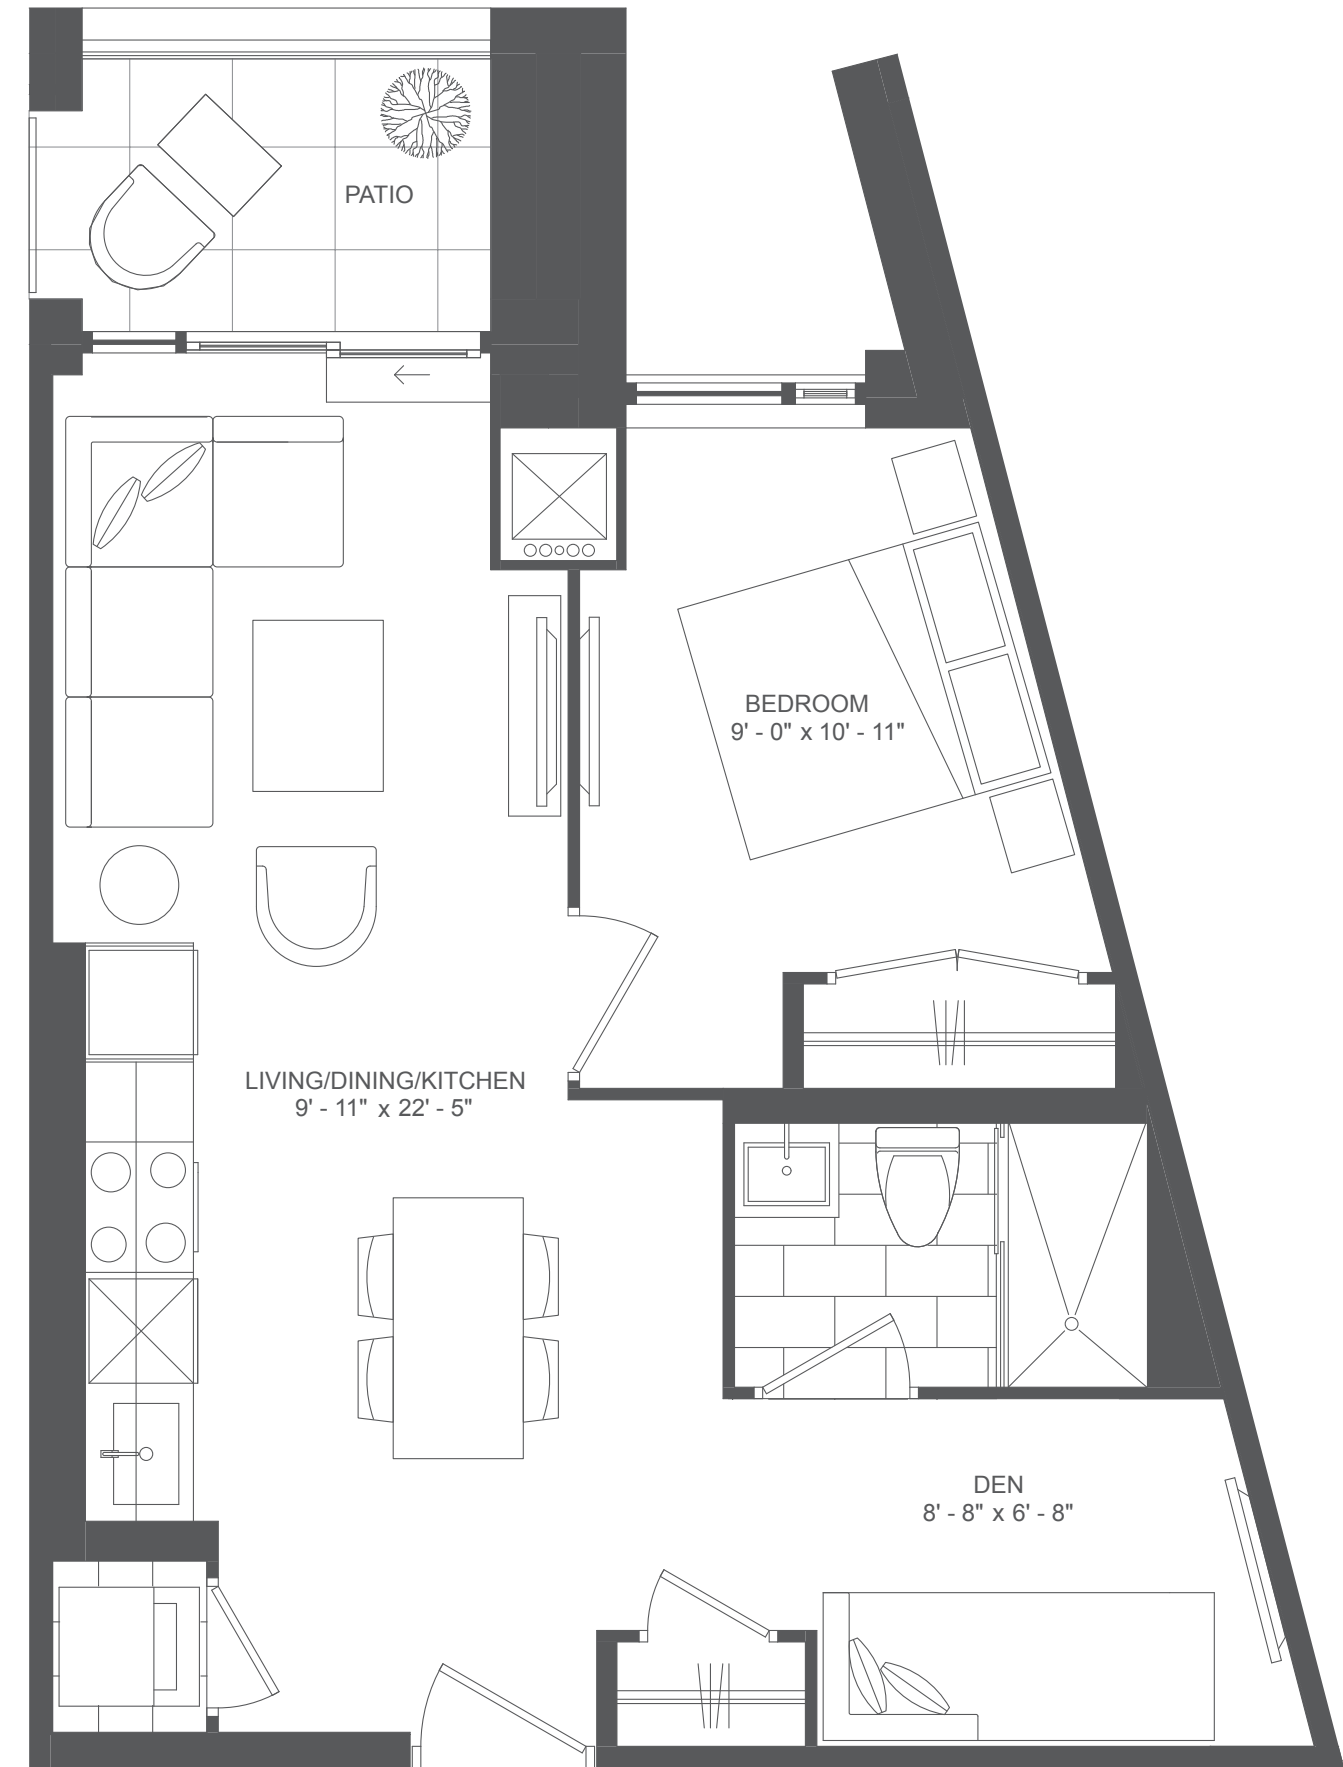 PATIO
BEDROOM
9' - 0" x 10' - 11"
LIVING/DINING/KITCHEN
9' - 11" x 22' - 5"
DEN
8' - 8" x 6' - 8"